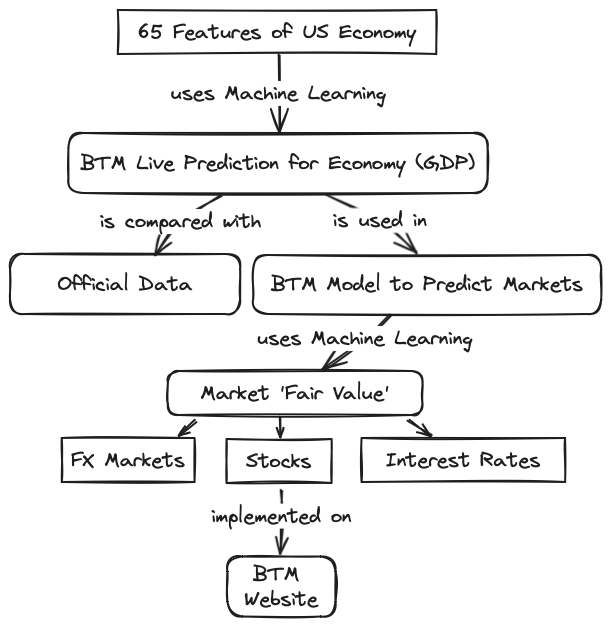 65 Features of US Economy
uses Machine Learning
BTM Live Prediction for Economy (GDP)
is compared with
is used in
Official Data
BTM Model to Predict Markets
uses Machine Learning
Market 'Fair Value'
FX Markets
Stocks
Interest Rates
implemented on
BTM
Website